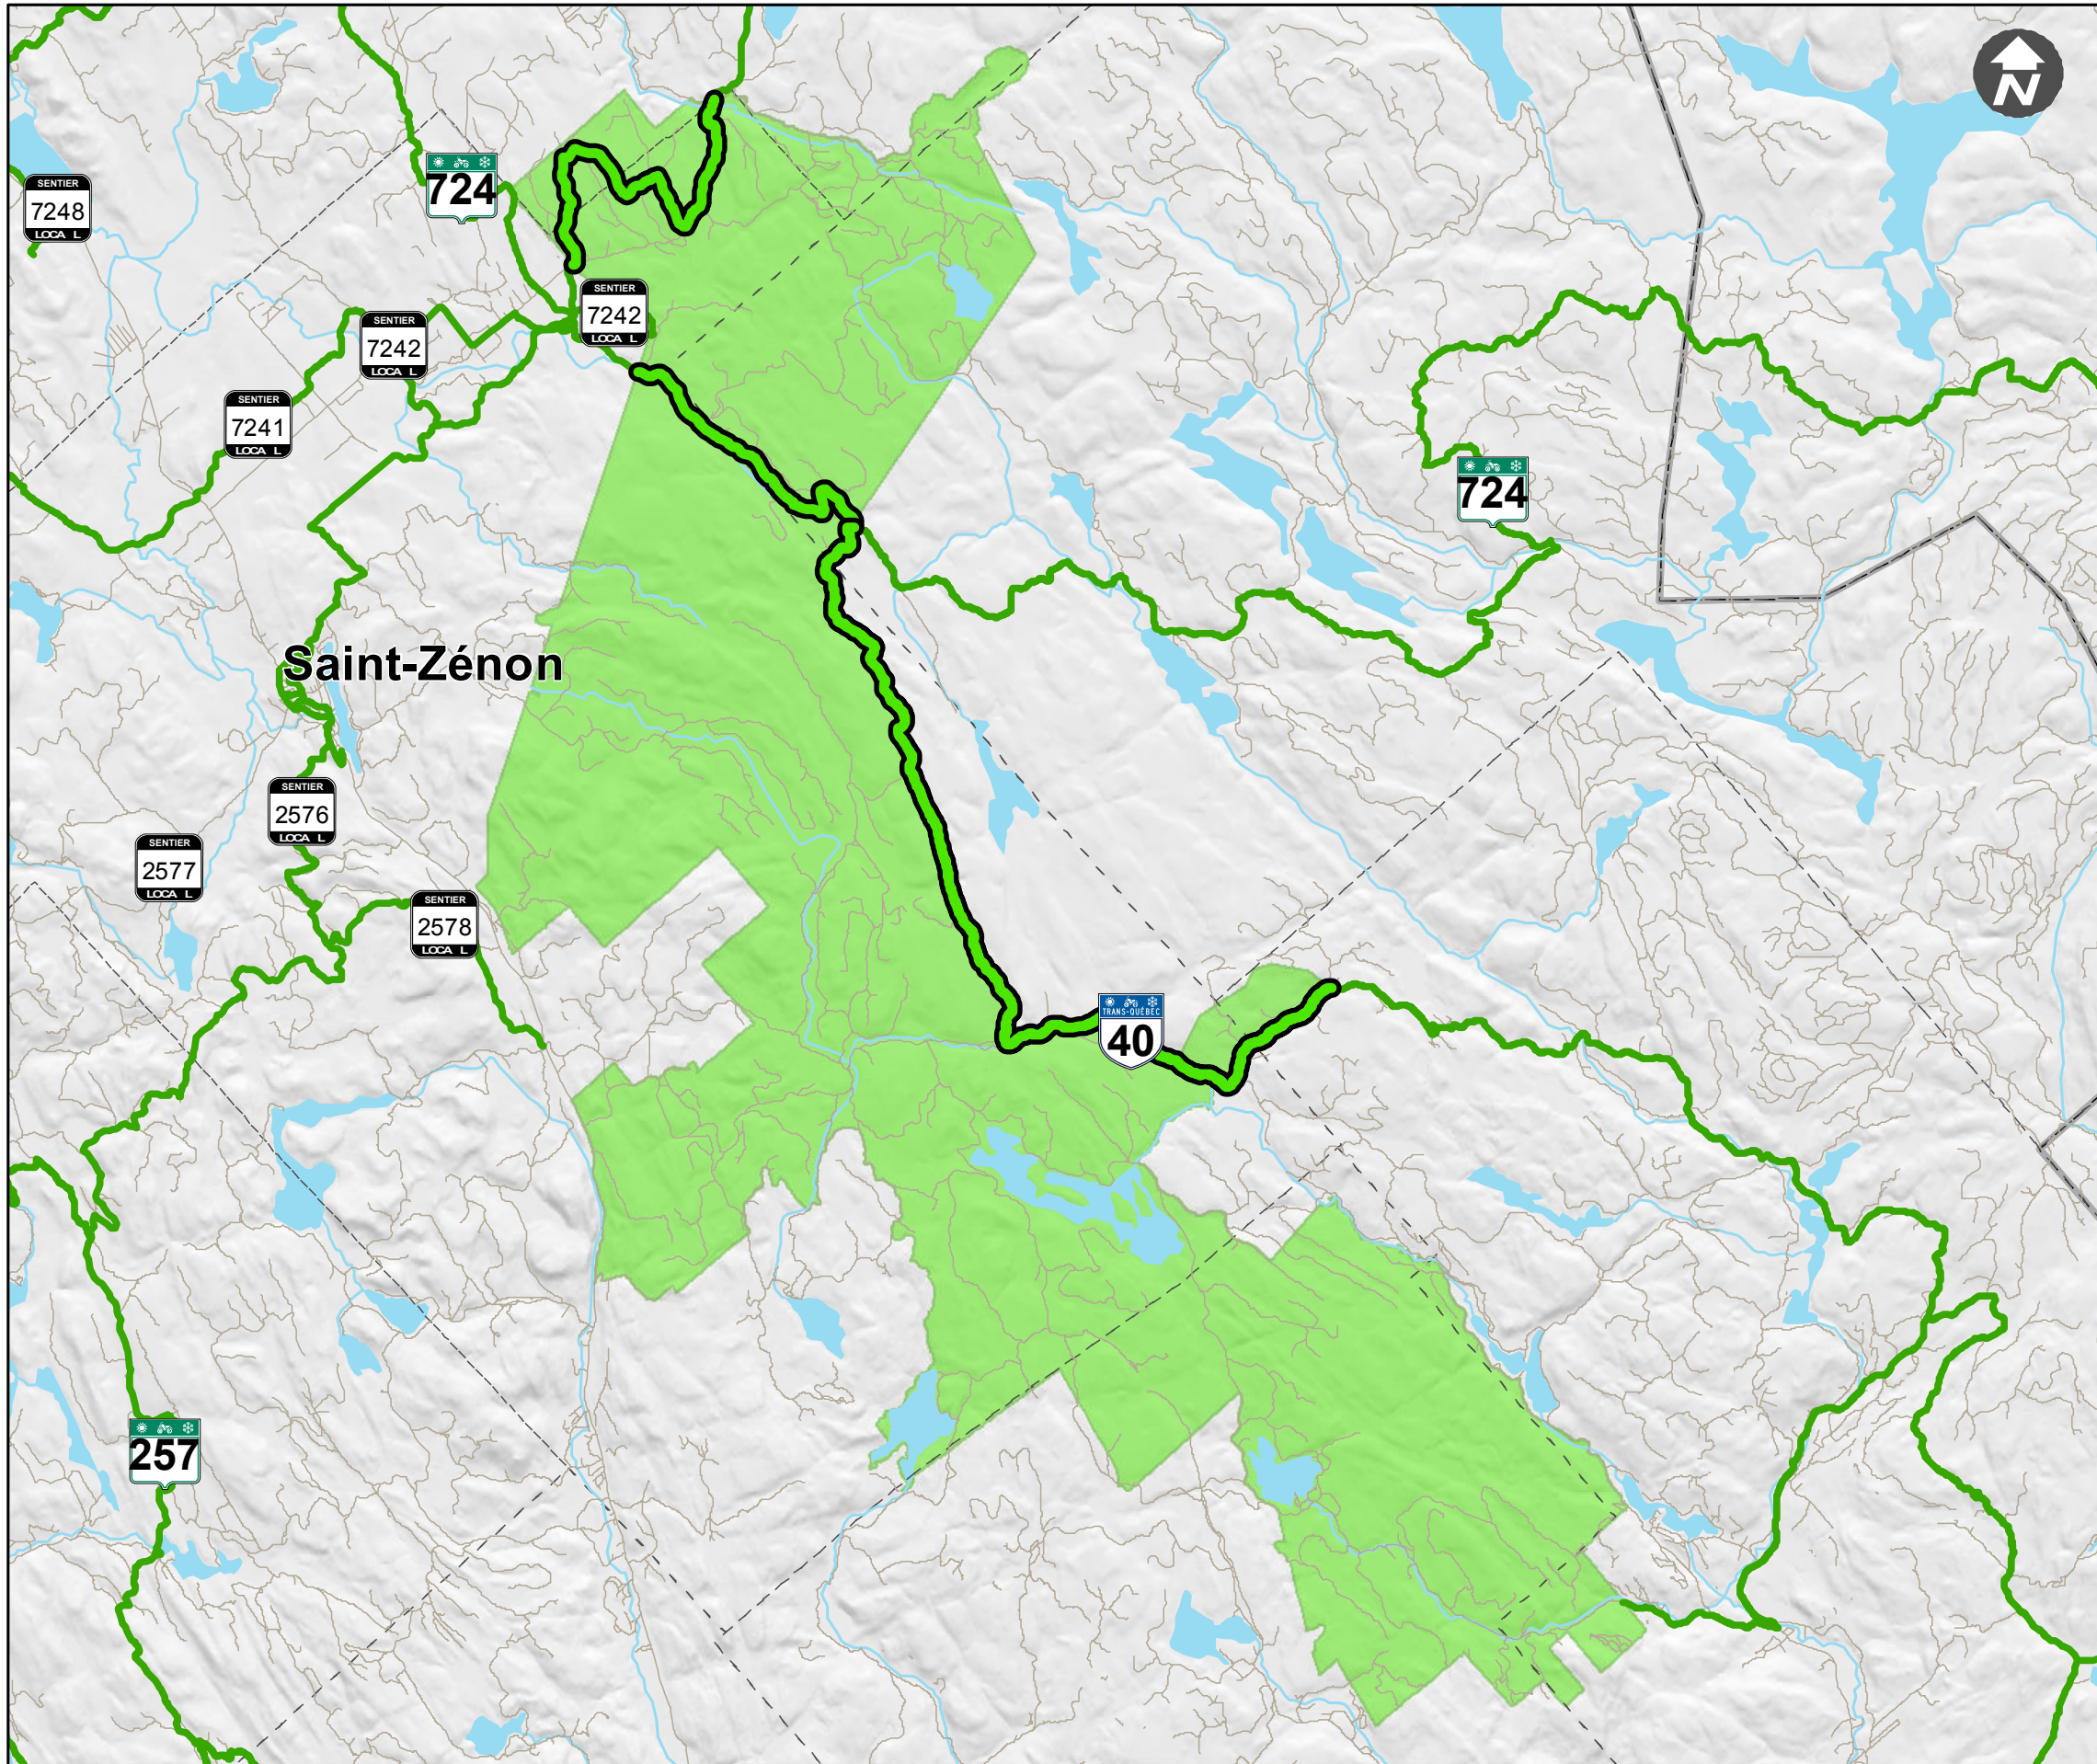 N
724
SENTIER
7248
LOCA L
SENTIER
7242
LOCA L
SENTIER
7242
LOCA L
SENTIER
7241
LOCA L
724
Saint-Zénon
SENTIER
2576
LOCA L
SENTIER
2577
LOCA L
SENTIER
2578
LOCA L
TRANS-QUÉBEC
40
257